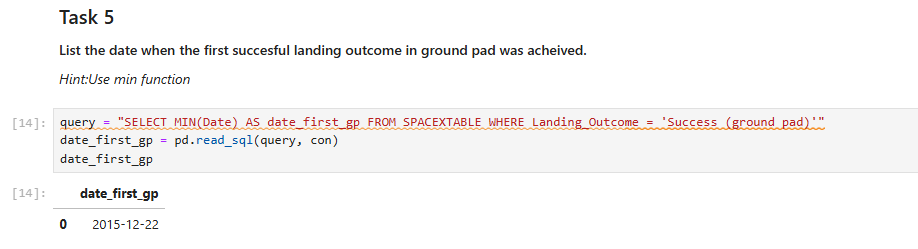 Task 5
List the date when the first succesful landing outcome in ground pad was acheived.
Hint:Use min function
[14]: query = "SELECT MIN(Date) AS date_first_gp FROM SPACEXTABLE WHERE Landing_Outcome = 'Success (ground pad)'"
date_first_gp = pd.read_sql(query, con)
date_first_gp
[14]: date_first_gp
0 2015-12-22